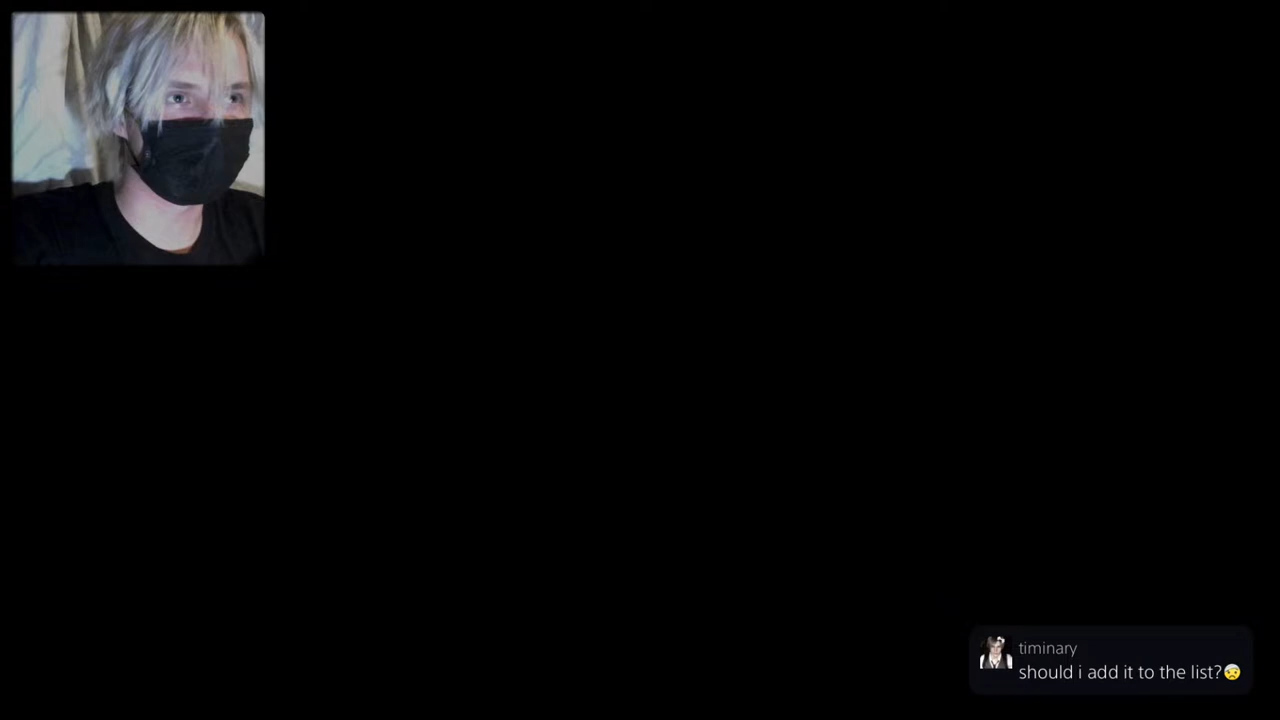 timinary
should i add it to the list?🤕